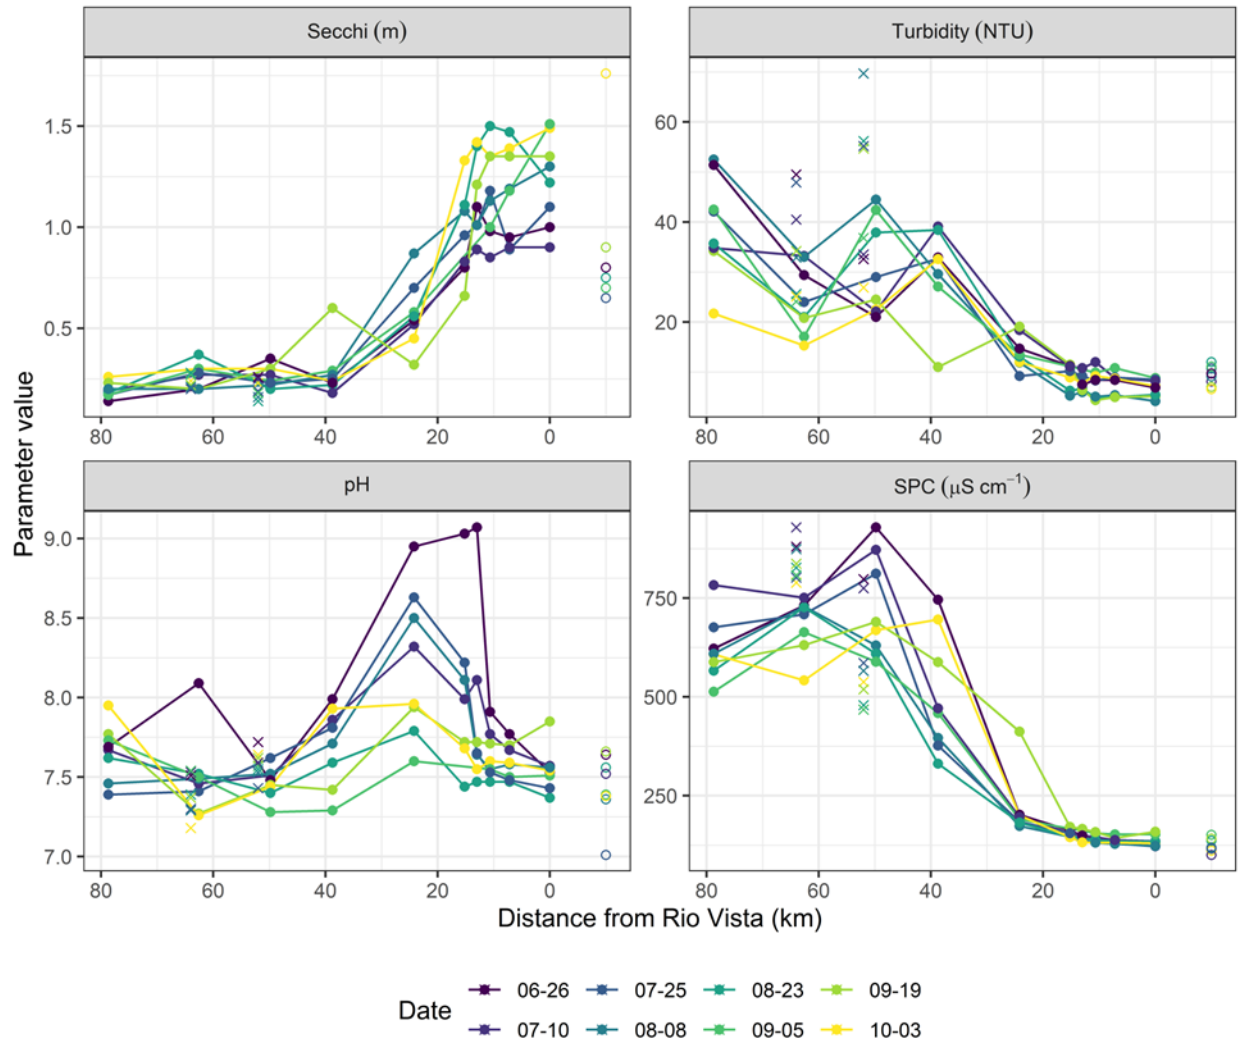 Secchi (m)
Turbidity (NTU)
1.5
1.0
0.5
60
40
20
80 60 40 20 0
80 60 40 20 0
Parameter value
pH
SPC (μS cm⁻¹)
9.0
8.5
8.0
7.5
7.0
750
500
250
80 60 40 20 0
80 60 40 20 0
Distance from Rio Vista (km)
Date
06-26 07-25 08-23 09-19
07-10 08-08 09-05 10-03